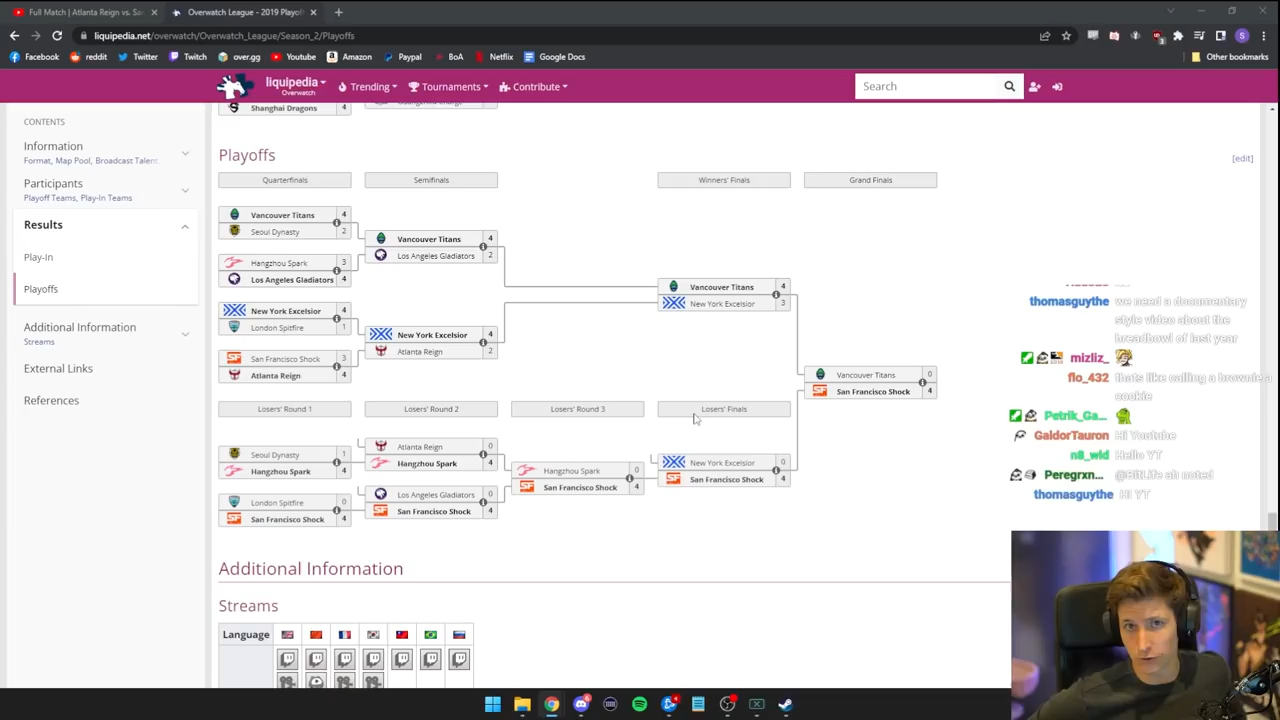 Full Match | Atlanta Reign vs. Sa
Overwatch League - 2019 Playof
liquipedia.net/overwatch/Overwatch_League/Season_2/Playoffs
Facebook
reddit
Twitter
Twitch
over.gg
Youtube
Amazon
Paypal
BoA
Netflix
Google Docs
Other bookmarks
liquipedia
Overwatch
Trending
Tournaments
Contribute
Search
CONTENTS
Information
Format, Map Pool, Broadcast Talent,
Participants
Playoff Teams, Play-In Teams
Results
Play-In
Playoffs
Additional Information
Streams
External Links
References
Shanghai Dragons 4
Playoffs
[edit]
Quarterfinals
Semifinals
Winners' Finals
Grand Finals
Vancouver Titans 4
Seoul Dynasty 2
Hangzhou Spark 3
Los Angeles Gladiators 4
New York Excelsior 4
London Spitfire 1
San Francisco Shock 3
Atlanta Reign 4
Vancouver Titans 4
Los Angeles Gladiators 2
New York Excelsior 4
Atlanta Reign 2
Vancouver Titans 4
New York Excelsior 3
Vancouver Titans 0
San Francisco Shock 4
Losers' Round 1
Losers' Round 2
Losers' Round 3
Losers' Finals
Seoul Dynasty 1
Hangzhou Spark 4
London Spitfire 0
San Francisco Shock 4
Atlanta Reign 0
Hangzhou Spark 4
Los Angeles Gladiators 0
San Francisco Shock 4
Hangzhou Spark 0
San Francisco Shock 4
New York Excelsior 0
San Francisco Shock 4
Additional Information
Streams
Language
thomasguythe we need a documentary
style video about the
breadbowl of last year
mizliz_
flo_432 thats like calling a brownie a
cookie
Petrik_Ga...
GaldorTauron Hi Youtube
n8_wld Hello YT
Peregrxn... @BitLife ah noted
thomasguythe HI YT